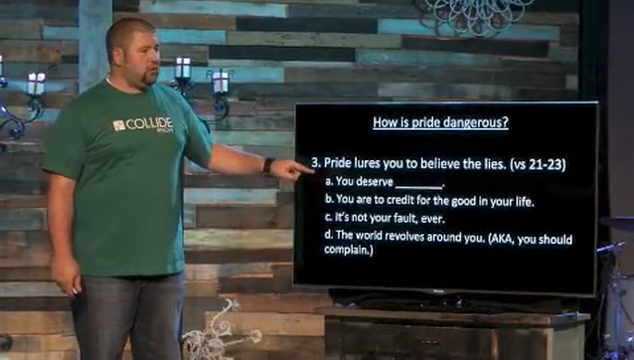 COLLIDE
How is pride dangerous?
3. Pride lures you to believe the lies. (vs 21-23)
a. You deserve ________.
b. You are to credit for the good in your life.
c. It's not your fault, ever.
d. The world revolves around you. (AKA, you should
complain.)